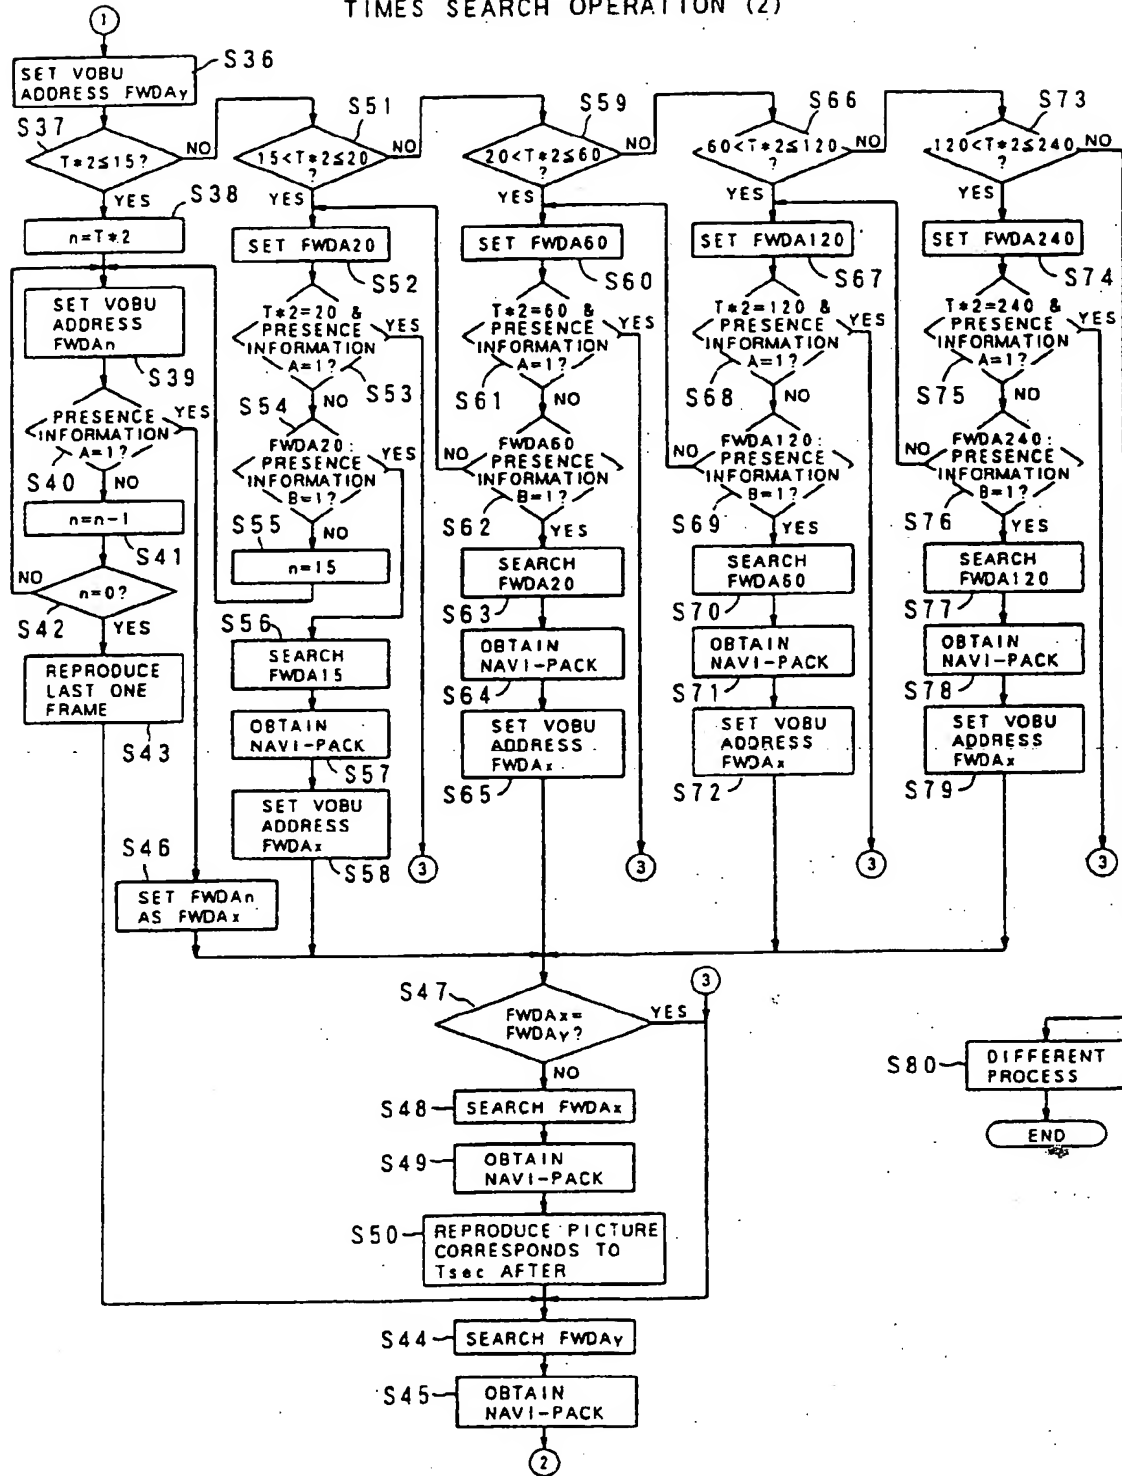 TIMES SEARCH OPERATION (2)
1
S36
SET VOBU
ADDRESS FWDAy
S37
T*2≤15?
NO
YES
S38
n=T*2
SET VOBU
ADDRESS
FWDAn
S39
PRESENCE
INFORMATION
A=1?
YES
S40
NO
n=n-1
S41
NO
n=0?
S42
YES
REPRODUCE
LAST ONE
FRAME
S43
S46
SET FWDAn
AS FWDAx
S51
15<T*2≤20
?
NO
YES
SET FWDA20
S52
T*2=20 &
PRESENCE
INFORMATION
A=1?
YES
S53
NO
S54
FWDA20:
PRESENCE
INFORMATION
B=1?
YES
S55
NO
n=15
S56
SEARCH
FWDA15
OBTAIN
NAVI-PACK
S57
SET VOBU
ADDRESS
FWDAx
S58
3
S59
20<T*2≤60
?
NO
YES
SET FWDA60
S60
T*2=60 &
PRESENCE
INFORMATION
A=1?
YES
S61
NO
FWDA60
PRESENCE
INFORMATION
B=1?
NO
S62
YES
SEARCH
FWDA20
S63
OBTAIN
NAVI-PACK
S64
SET VOBU
ADDRESS
FWDAx
S65
3
S66
60<T*2≤120
?
NO
YES
SET FWDA120
S67
T*2=120 &
PRESENCE
INFORMATION
A=1?
YES
S68
NO
FWDA120:
PRESENCE
INFORMATION
B=1?
NO
S69
YES
SEARCH
FWDA60
S70
OBTAIN
NAVI-PACK
S71
SET VOBU
ADDRESS
FWDAx
S72
3
S73
120<T*2≤240
?
NO
YES
SET FWDA240
S74
T*2=240 &
PRESENCE
INFORMATION
A=1?
YES
S75
NO
FWDA240:
PRESENCE
INFORMATION
B=1?
NO
S76
YES
SEARCH
FWDA120
S77
OBTAIN
NAVI-PACK
S78
SET VOBU
ADDRESS
FWDAx
S79
3
S47
FWDAx=
FWDAy?
YES
3
NO
S48
SEARCH FWDAx
S49
OBTAIN
NAVI-PACK
S50
REPRODUCE PICTURE
CORRESPONDS TO
Tsec AFTER
S44
SEARCH FWDAy
S45
OBTAIN
NAVI-PACK
2
S80
DIFFERENT
PROCESS
END